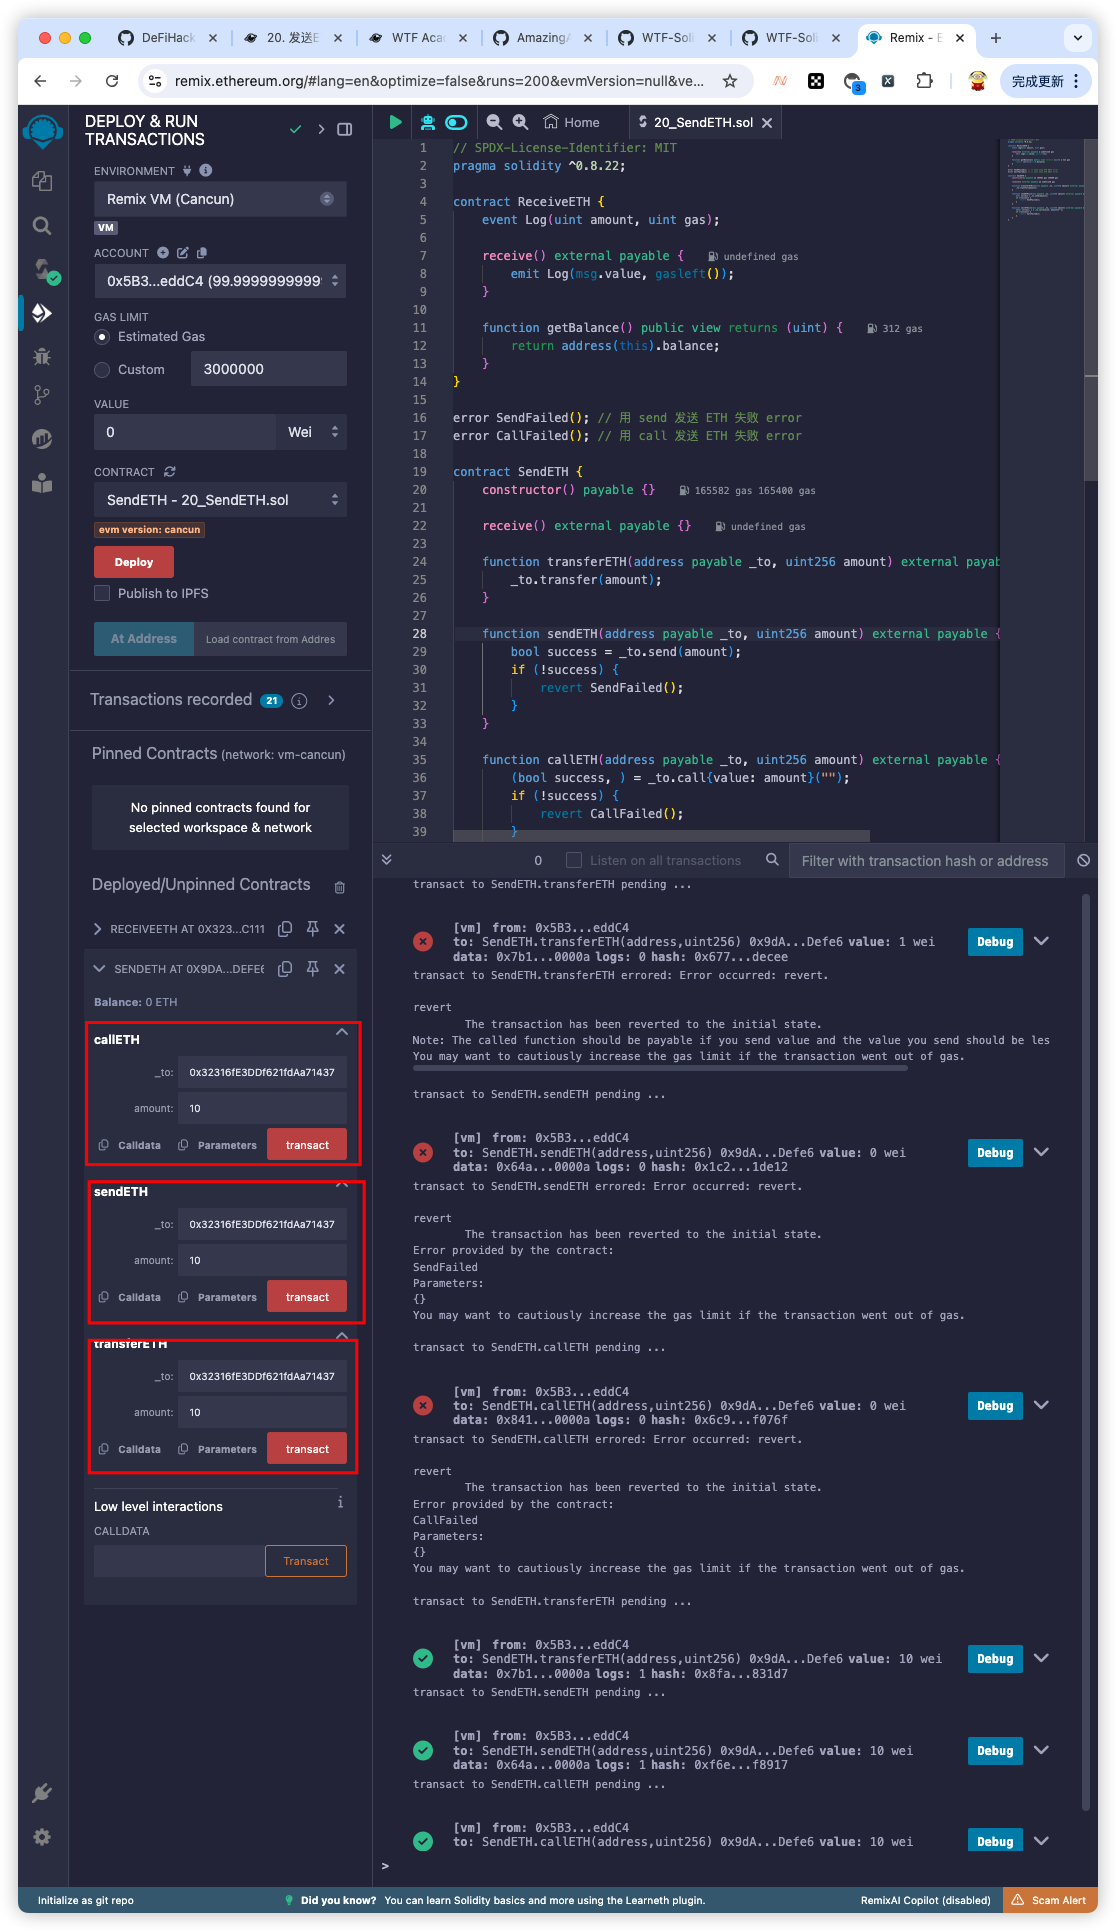 DeFiHack
20. 发送E
WTF Aca
Amazing
WTF-Soli
WTF-Soli
Remix - E
remix.ethereum.org/#lang=en&optimize=false&runs=200&evmVersion=null&ve...
3
完成更新
DEPLOY & RUN
TRANSACTIONS
ENVIRONMENT
Remix VM (Cancun)
VM
ACCOUNT
0x5B3...eddC4 (99.9999999999
GAS LIMIT
Estimated Gas
Custom
3000000
VALUE
0
Wei
CONTRACT
SendETH - 20_SendETH.sol
evm version: cancun
Deploy
Publish to IPFS
At Address
Load contract from Addres
Transactions recorded 21
Pinned Contracts (network: vm-cancun)
No pinned contracts found for
selected workspace & network
Deployed/Unpinned Contracts
RECEIVEETH AT 0X323...C111
SENDETH AT 0X9DA...DEFE6
Balance: 0 ETH
callETH
_to: 0x32316fE3DDf621fdAa71437
amount: 10
Calldata Parameters transact
sendETH
_to: 0x32316fE3DDf621fdAa71437
amount: 10
Calldata Parameters transact
transferETH
_to: 0x32316fE3DDf621fdAa71437
amount: 10
Calldata Parameters transact
Low level interactions
CALLDATA
Transact
Home
20_SendETH.sol
1 // SPDX-License-Identifier: MIT
2 pragma solidity ^0.8.22;
3
4 contract ReceiveETH {
5 event Log(uint amount, uint gas);
6
7 receive() external payable { undefined gas
8 emit Log(msg.value, gasleft());
9 }
10
11 function getBalance() public view returns (uint) { 312 gas
12 return address(this).balance;
13 }
14 }
15
16 error SendFailed(); // 用 send 发送 ETH 失败 error
17 error CallFailed(); // 用 call 发送 ETH 失败 error
18
19 contract SendETH {
20 constructor() payable {} 165582 gas 165400 gas
21
22 receive() external payable {} undefined gas
23
24 function transferETH(address payable _to, uint256 amount) external payab
25 _to.transfer(amount);
26 }
27
28 function sendETH(address payable _to, uint256 amount) external payable {
29 bool success = _to.send(amount);
30 if (!success) {
31 revert SendFailed();
32 }
33 }
34
35 function callETH(address payable _to, uint256 amount) external payable {
36 (bool success, ) = _to.call{value: amount}("");
37 if (!success) {
38 revert CallFailed();
39 }
0
Listen on all transactions
Filter with transaction hash or address
transact to SendETH.transferETH pending ...
[vm] from: 0x5B3...eddC4
to: SendETH.transferETH(address,uint256) 0x9dA...Defe6 value: 1 wei
data: 0x7b1...0000a logs: 0 hash: 0x677...decee
Debug
transact to SendETH.transferETH errored: Error occurred: revert.
revert
The transaction has been reverted to the initial state.
Note: The called function should be payable if you send value and the value you send should be les
You may want to cautiously increase the gas limit if the transaction went out of gas.
transact to SendETH.sendETH pending ...
[vm] from: 0x5B3...eddC4
to: SendETH.sendETH(address,uint256) 0x9dA...Defe6 value: 0 wei
data: 0x64a...0000a logs: 0 hash: 0x1c2...1de12
Debug
transact to SendETH.sendETH errored: Error occurred: revert.
revert
The transaction has been reverted to the initial state.
Error provided by the contract:
SendFailed
Parameters:
{}
You may want to cautiously increase the gas limit if the transaction went out of gas.
transact to SendETH.callETH pending ...
[vm] from: 0x5B3...eddC4
to: SendETH.callETH(address,uint256) 0x9dA...Defe6 value: 0 wei
data: 0x841...0000a logs: 0 hash: 0x6c9...f076f
Debug
transact to SendETH.callETH errored: Error occurred: revert.
revert
The transaction has been reverted to the initial state.
Error provided by the contract:
CallFailed
Parameters:
{}
You may want to cautiously increase the gas limit if the transaction went out of gas.
transact to SendETH.transferETH pending ...
[vm] from: 0x5B3...eddC4
to: SendETH.transferETH(address,uint256) 0x9dA...Defe6 value: 10 wei
data: 0x7b1...0000a logs: 1 hash: 0x8fa...831d7
Debug
transact to SendETH.sendETH pending ...
[vm] from: 0x5B3...eddC4
to: SendETH.sendETH(address,uint256) 0x9dA...Defe6 value: 10 wei
data: 0x64a...0000a logs: 1 hash: 0xf6e...f8917
Debug
transact to SendETH.callETH pending ...
[vm] from: 0x5B3...eddC4
to: SendETH.callETH(address,uint256) 0x9dA...Defe6 value: 10 wei
Debug
>
Initialize as git repo
Did you know? You can learn Solidity basics and more using the Learneth plugin.
RemixAI Copilot (disabled)
Scam Alert